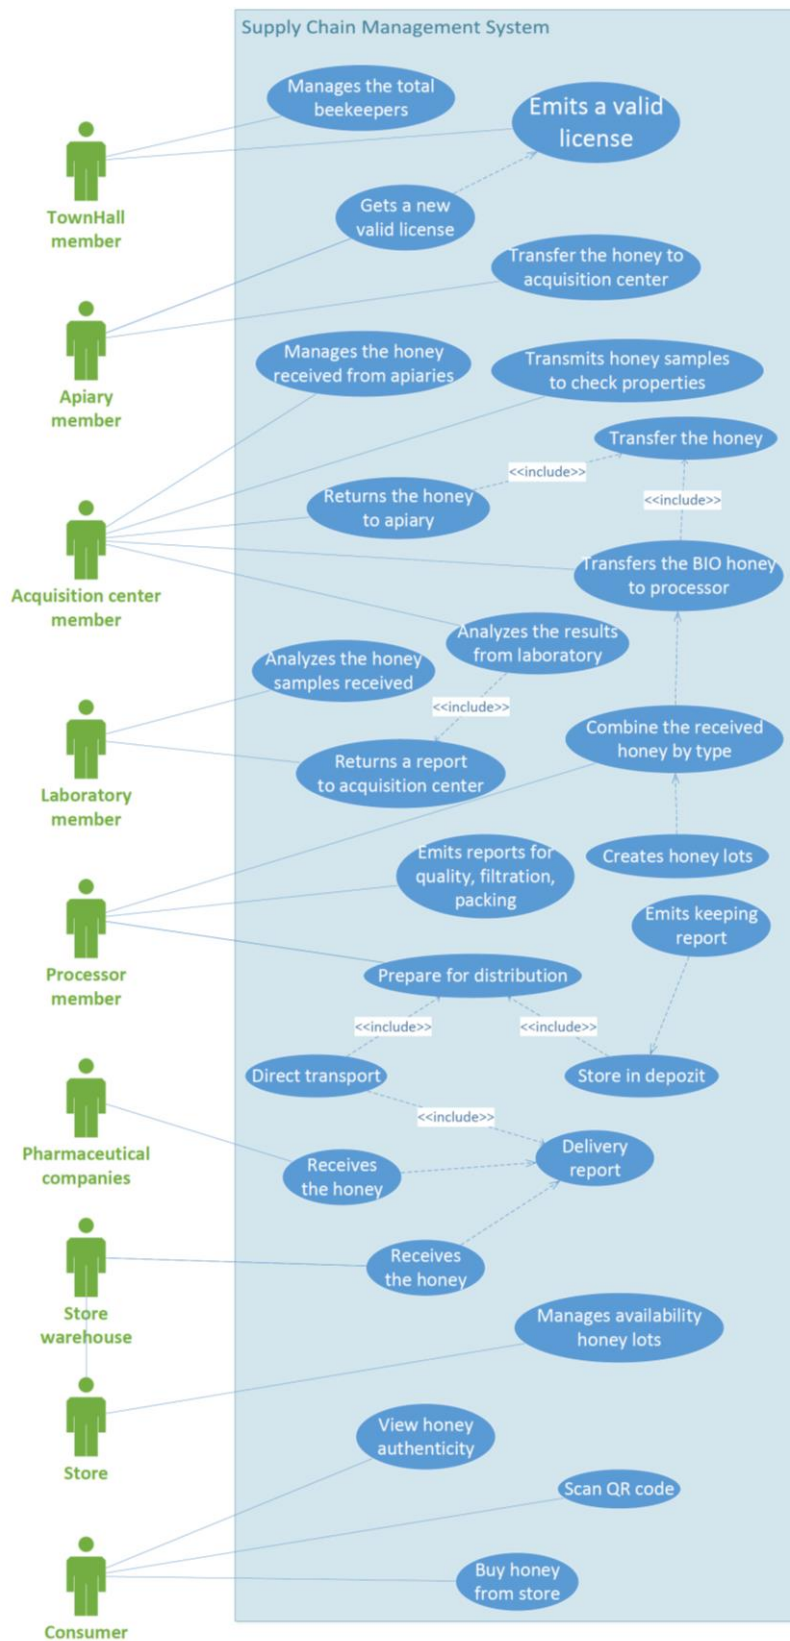 Supply Chain Management System
Manages the total
beekeepers
Emits a valid
license
TownHall
member
Gets a new
valid license
Transfer the honey to
acquisition center
Apiary
member
Manages the honey
received from apiaries
Transmits honey samples
to check properties
Transfer the honey
<<include>>
<<include>>
Returns the honey
to apiary
Acquisition center
member
Transfers the BIO honey
to processor
Analyzes the results
from laboratory
Analyzes the honey
samples received
<<include>>
Combine the received
honey by type
Laboratory
member
Returns a report
to acquisition center
Emits reports for
quality, filtration,
packing
Creates honey lots
Emits keeping
report
Processor
member
Prepare for distribution
<<include>>
<<include>>
Direct transport
Store in depozit
<<include>>
Pharmaceutical
companies
Delivery
report
Receives
the honey
Receives
the honey
Store
warehouse
Manages availability
honey lots
Store
View honey
authenticity
Scan QR code
Buy honey
from store
Consumer